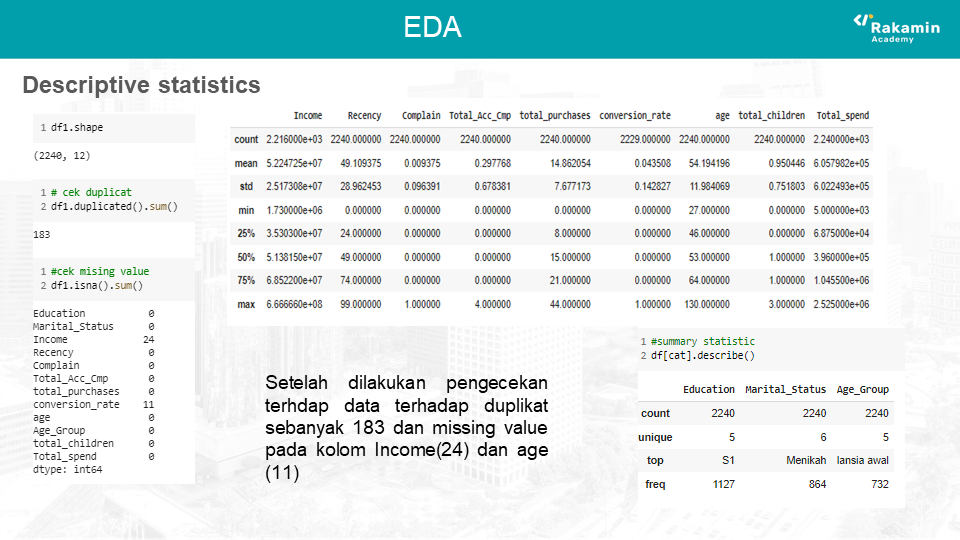 EDA
Rakamin
Academy
Descriptive statistics
1 df1.shape
(2240, 12)
1 # cek duplicat
2 df1.duplicated().sum()
183
1 #cek mising value
2 df1.isna().sum()
Education 0
Marital_Status 0
Income 24
Recency 0
Complain 0
Total_Acc_Cmp 0
total_purchases 0
conversion_rate 11
age 0
Age_Group 0
total_children 0
Total_spend 0
dtype: int64
Income Recency Complain Total_Acc_Cmp total_purchases conversion_rate age total_children Total_spend
count 2.216000e+03 2240.000000 2240.000000 2240.000000 2240.000000 2229.000000 2240.000000 2240.000000 2.240000e+03
mean 5.224725e+07 49.109375 0.009375 0.297768 14.862054 0.043508 54.194196 0.950446 6.057982e+05
std 2.517308e+07 28.962453 0.096391 0.678381 7.677173 0.142827 11.984069 0.751803 6.022493e+05
min 1.730000e+06 0.000000 0.000000 0.000000 0.000000 0.000000 27.000000 0.000000 5.000000e+03
25% 3.530300e+07 24.000000 0.000000 0.000000 8.000000 0.000000 46.000000 0.000000 6.875000e+04
50% 5.138150e+07 49.000000 0.000000 0.000000 15.000000 0.000000 53.000000 1.000000 3.960000e+05
75% 6.852200e+07 74.000000 0.000000 0.000000 21.000000 0.000000 64.000000 1.000000 1.045500e+06
max 6.666660e+08 99.000000 1.000000 4.000000 44.000000 1.000000 130.000000 3.000000 2.525000e+06
Setelah dilakukan pengecekan
terhdap data terhadap duplikat
sebanyak 183 dan missing value
pada kolom Income(24) dan age
(11)
1 #summary statistic
2 df[cat].describe()
Education Marital_Status Age_Group
count 2240 2240 2240
unique 5 6 5
top S1 Menikah lansia awal
freq 1127 864 732